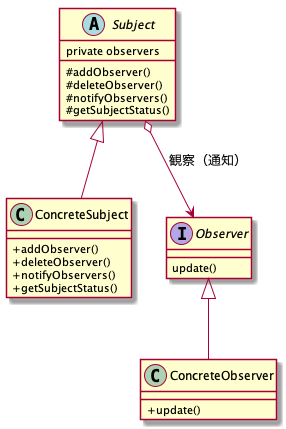 A Subject
private observers
#addObserver()
#deleteObserver()
#notifyObservers()
#getSubjectStatus()
観察（通知）
C ConcreteSubject
+addObserver()
+deleteObserver()
+notifyObservers()
+getSubjectStatus()
I Observer
update()
C ConcreteObserver
+update()